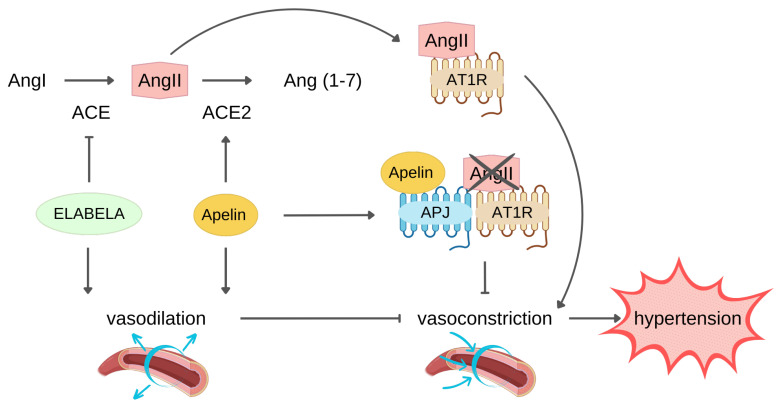 AngII
AT1R
AngI
AngII
Ang (1-7)
ACE
ACE2
Apelin
AngII
ELABELA
Apelin
APJ
AT1R
vasodilation
vasoconstriction
hypertension